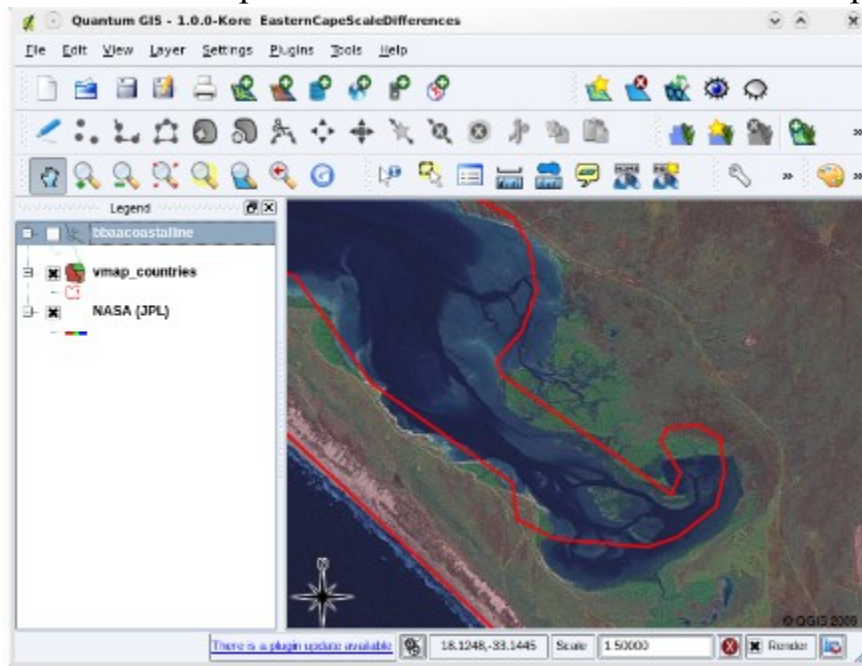 Quantum GIS - 1.0.0-Kore EasternCapeScaleDifferences
File Edit View Layer Settings Plugins Tools Help
Legend
bbaacoastalline
vmap_countries
NASA (JPL)
© QGIS 2009
There is a plugin update available 18.1248,-33.1445 Scale 1:50000 Render